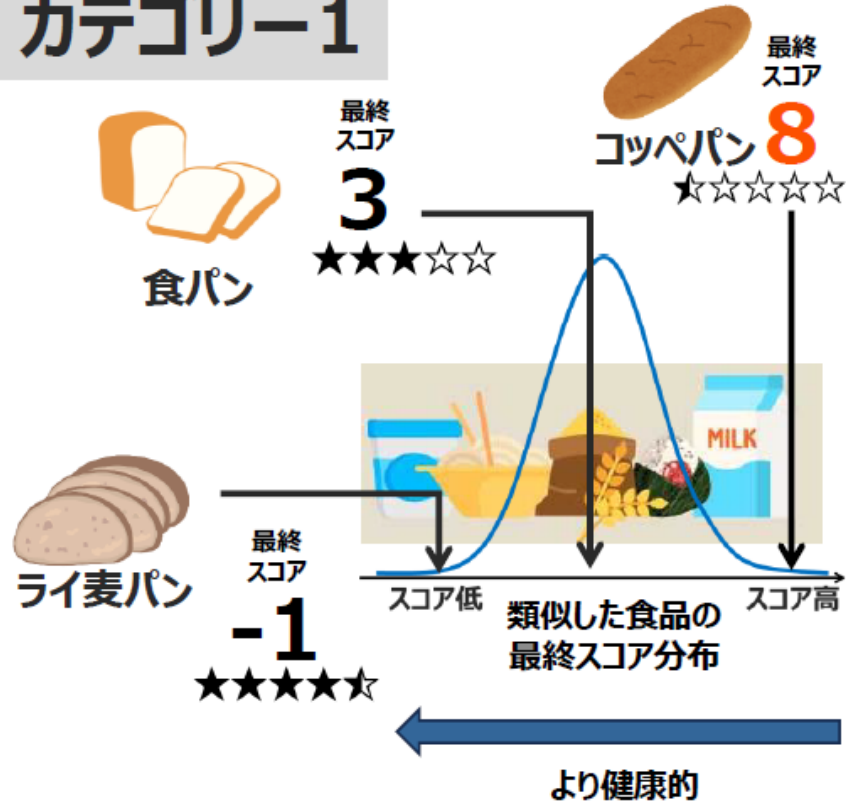 カテゴリー1
最終
スコア
コッペパン 8
★☆☆☆☆
最終
スコア
3
★★★☆☆
食パン
MILK
ライ麦パン
最終
スコア
-1
★★★★⯪
スコア低
スコア高
類似した食品の
最終スコア分布
より健康的